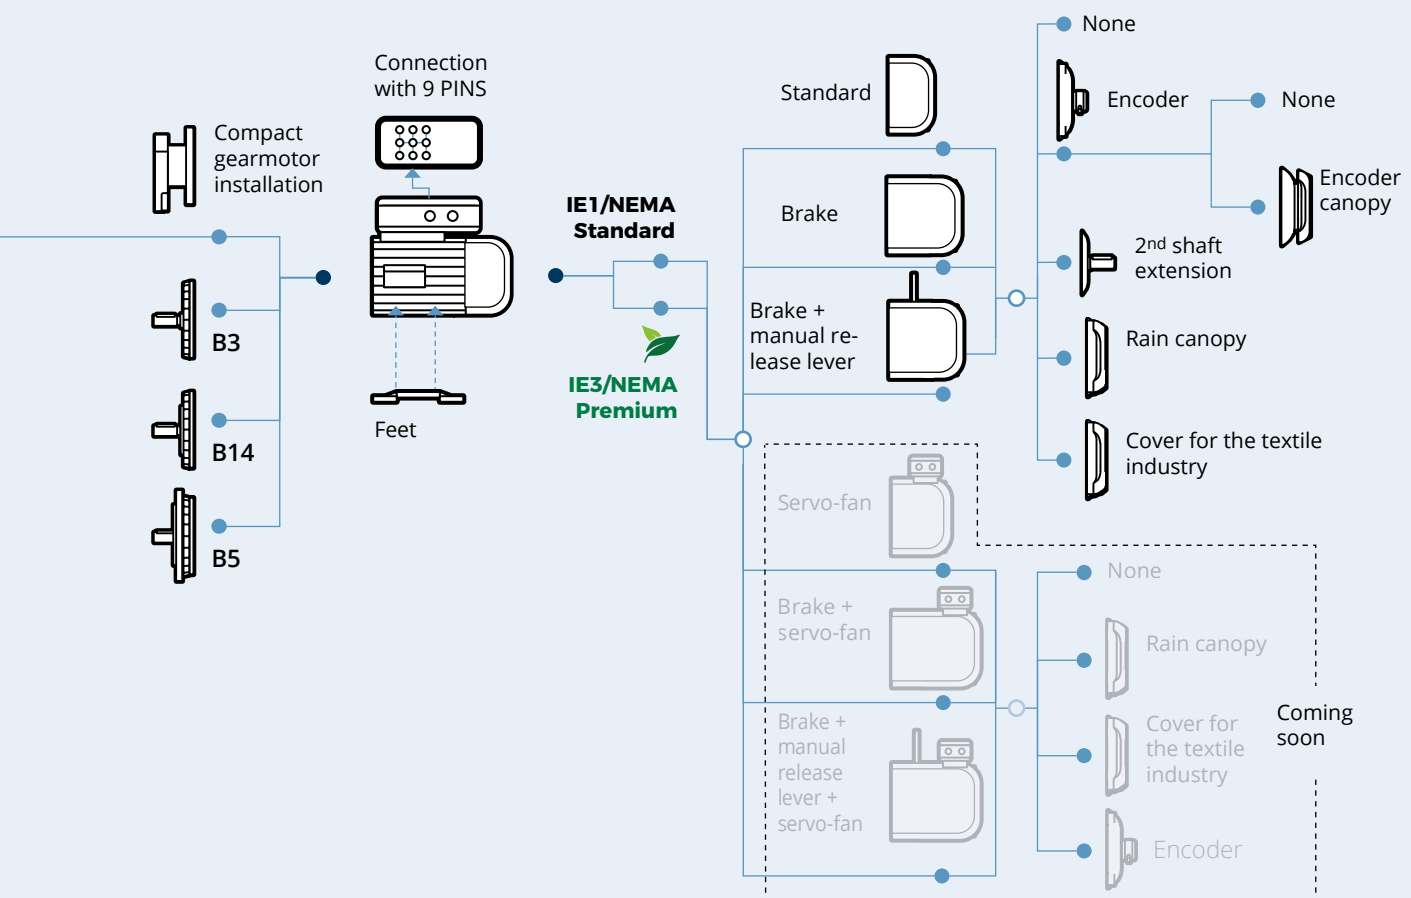 Compact
gearmotor
installation
B3
B14
B5
Connection
with 9 PINS
Feet
IE1/NEMA
Standard
IE3/NEMA
Premium
Standard
Brake
Brake +
manual re-
lease lever
None
Encoder
None
Encoder
canopy
2nd shaft
extension
Rain canopy
Cover for the textile
industry
Servo-fan
Brake +
servo-fan
Brake +
manual
release
lever +
servo-fan
None
Rain canopy
Cover for
the textile
industry
Encoder
Coming
soon